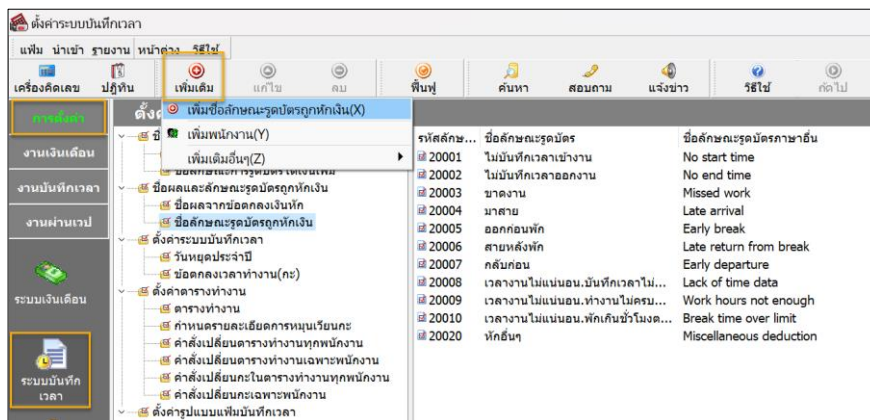 ตั้งค่าระบบบันทึกเวลา
แฟ้ม นำเข้า รายงาน หน้าต่าง วิธีใช้
เครื่องคิดเลข ปฎิทิน เพิ่มเติม แก้ไข ลบ ฟื้นฟู ค้นหา สอบถาม แจ้งข่าว วิธีใช้ ถัดไป
การตั้งค่า
งานเงินเดือน
งานบันทึกเวลา
งานผ่านเวป
ระบบเงินเดือน
ระบบบันทึก
เวลา
เพิ่มชื่อลักษณะรูดบัตรถูกหักเงิน(X)
เพิ่มพนักงาน(Y)
เพิ่มเติมอื่นๆ(Z)
ชื่อผลและลักษณะรูดบัตรถูกหักเงิน
ชื่อผลจากข้อตกลงเงินหัก
ชื่อลักษณะรูดบัตรถูกหักเงิน
ตั้งค่าระบบบันทึกเวลา
วันหยุดประจำปี
ข้อตกลงเวลาทำงาน(กะ)
ตั้งค่าตารางทำงาน
ตารางทำงาน
กำหนดรายละเอียดการหมุนเวียนกะ
คำสั่งเปลี่ยนตารางทำงานทุกพนักงาน
คำสั่งเปลี่ยนตารางทำงานเฉพาะพนักงาน
คำสั่งเปลี่ยนกะในตารางทำงานทุกพนักงาน
คำสั่งเปลี่ยนกะเฉพาะพนักงาน
ตั้งค่ารูปแบบแฟ้มบันทึกเวลา
รหัสลักษ... ชื่อลักษณะรูดบัตร ชื่อลักษณะรูดบัตรภาษาอื่น
20001 ไม่บันทึกเวลาเข้างาน No start time
20002 ไม่บันทึกเวลาออกงาน No end time
20003 ขาดงาน Missed work
20004 มาสาย Late arrival
20005 ออกก่อนพัก Early break
20006 สายหลังพัก Late return from break
20007 กลับก่อน Early departure
20008 เวลางานไม่แน่นอน.บันทึกเวลาไม่... Lack of time data
20009 เวลางานไม่แน่นอน.ทำงานไม่ครบ... Work hours not enough
20010 เวลางานไม่แน่นอน.พักเกินชั่วโมงต... Break time over limit
20020 หักอื่นๆ Miscellaneous deduction